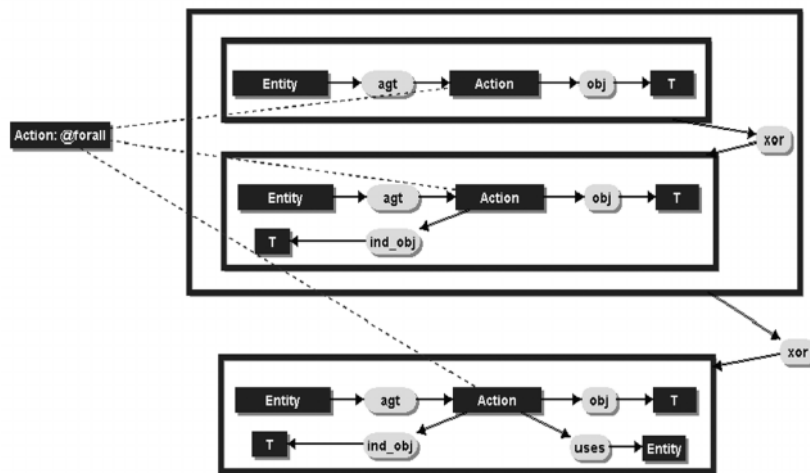 Entity agt Action obj T
Action: @forall
xor
Entity agt Action obj T
T ind_obj
xor
Entity agt Action obj T
T ind_obj uses Entity